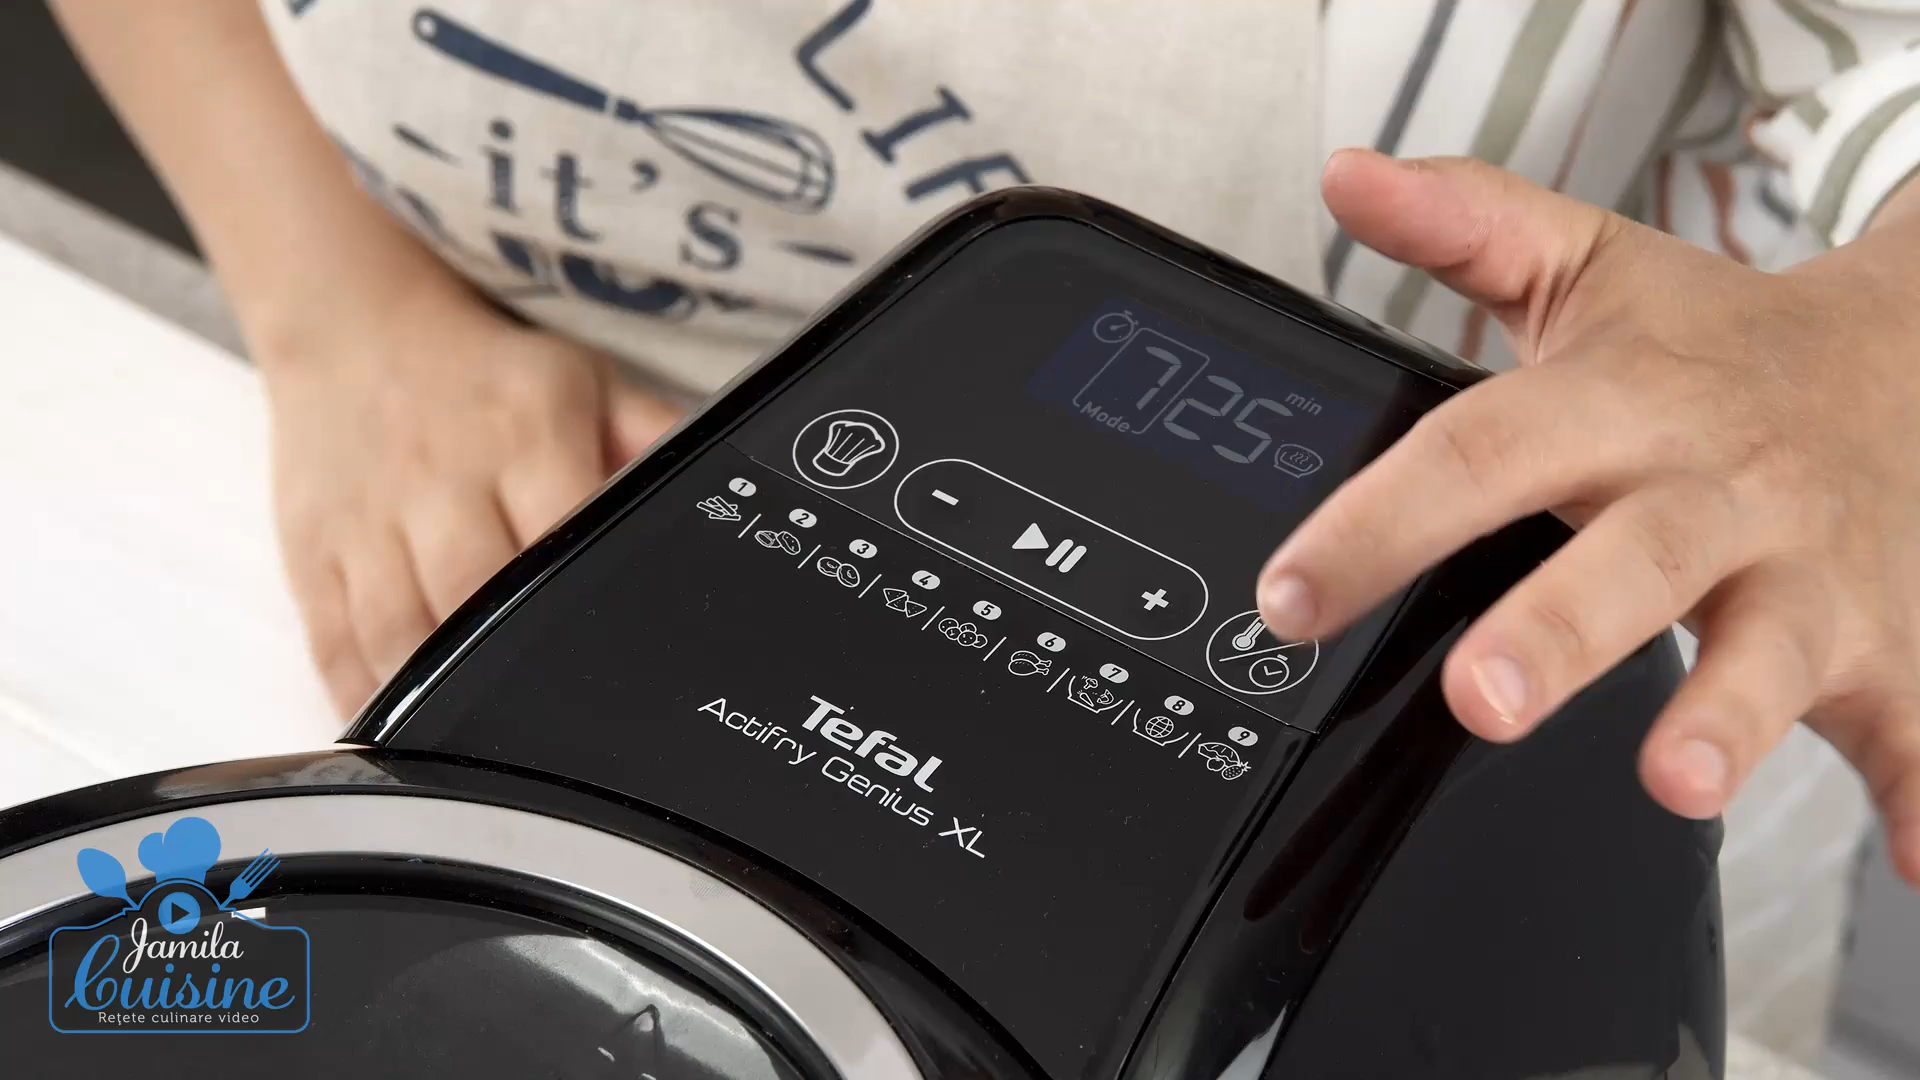 LIF
it's
7 25 min
Mode
- +
1 2 3 4 5 6 7 8 9
Tefal
Actifry Genius XL
Jamila
Cuisine
Rețete culinare video